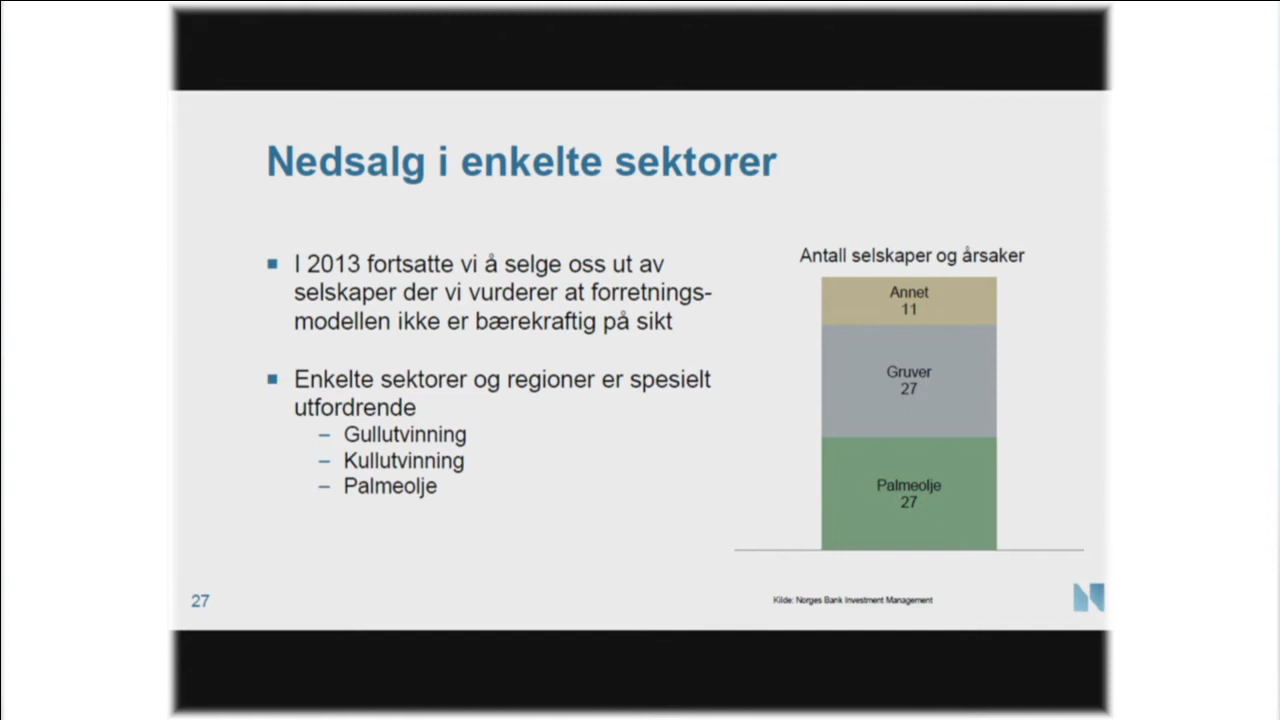 Nedsalg i enkelte sektorer
I 2013 fortsatte vi å selge oss ut av
selskaper der vi vurderer at forretnings-
modellen ikke er bærekraftig på sikt
Enkelte sektorer og regioner er spesielt
utfordrende
– Gullutvinning
– Kullutvinning
– Palmeolje
Antall selskaper og årsaker
Annet
11
Gruver
27
Palmeolje
27
27
Kilde: Norges Bank Investment Management